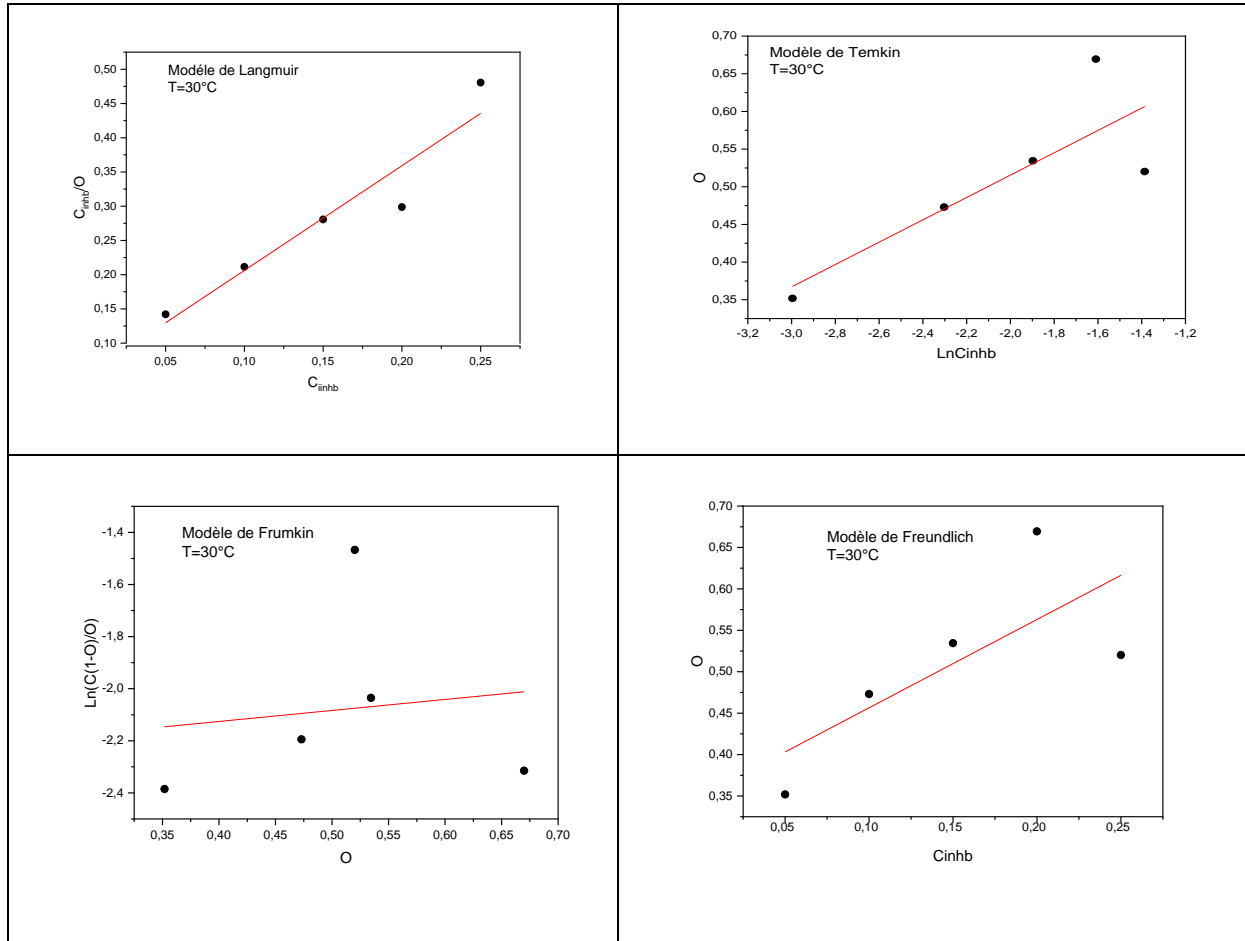 Modéle de Langmuir
T=30°C
0,50
0,45
0,40
0,35
0,30
0,25
0,20
0,15
0,10
C_inhb/O
0,05 0,10 0,15 0,20 0,25
C_iinhb
Modèle de Temkin
T=30°C
0,70
0,65
0,60
0,55
0,50
0,45
0,40
0,35
O
-3,2 -3,0 -2,8 -2,6 -2,4 -2,2 -2,0 -1,8 -1,6 -1,4 -1,2
LnCinhb
Modèle de Frumkin
T=30°C
-1,4
-1,6
-1,8
-2,0
-2,2
-2,4
Ln(C(1-O)/O)
0,35 0,40 0,45 0,50 0,55 0,60 0,65 0,70
O
Modèle de Freundlich
T=30°C
0,70
0,65
0,60
0,55
0,50
0,45
0,40
0,35
O
0,05 0,10 0,15 0,20 0,25
Cinhb